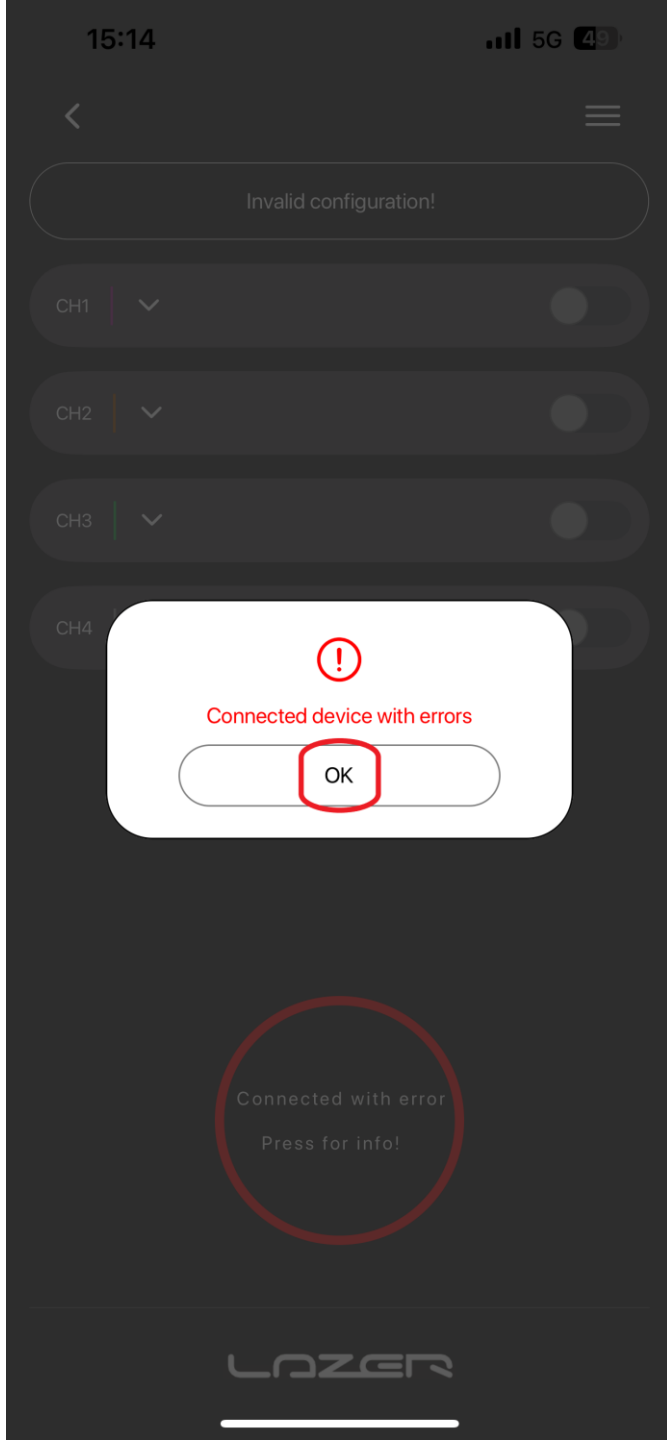 15:14 5G 49
Invalid configuration!
CH1
CH2
CH3
CH4
Connected device with errors
OK
Connected with error
Press for info!
LAZER